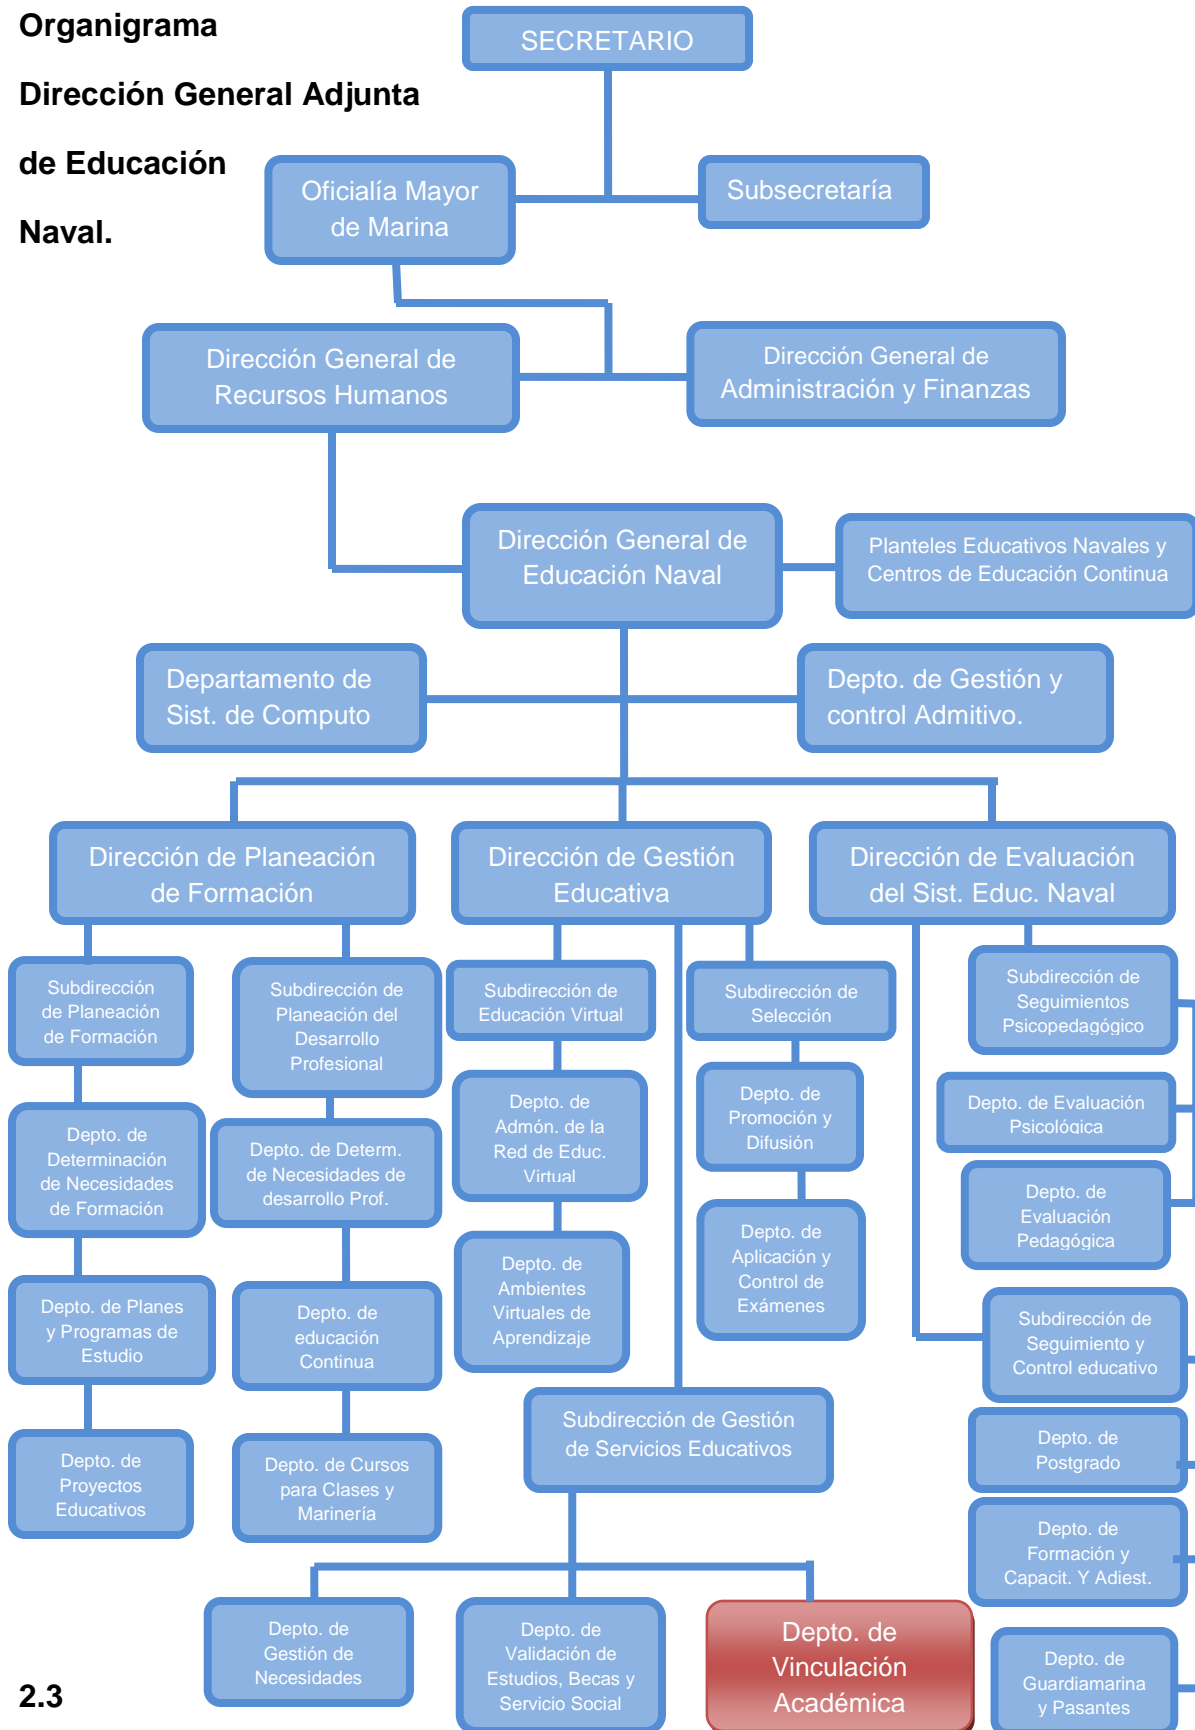 Organigrama
Dirección General Adjunta
de Educación
Naval.
SECRETARIO
Oficialía Mayor
de Marina
Subsecretaría
Dirección General de
Recursos Humanos
Dirección General de
Administración y Finanzas
Dirección General de
Educación Naval
Planteles Educativos Navales y
Centros de Educación Continua
Departamento de
Sist. de Computo
Depto. de Gestión y
control Admitivo.
Dirección de Planeación
de Formación
Dirección de Gestión
Educativa
Dirección de Evaluación
del Sist. Educ. Naval
Subdirección
de Planeación
de Formación
Depto. de
Determinación
de Necesidades
de Formación
Depto. de Planes
y Programas de
Estudio
Depto. de
Proyectos
Educativos
Subdirección de
Planeación del
Desarrollo
Profesional
Depto. de Determ.
de Necesidades de
desarrollo Prof.
Depto. de
educación
Continua
Depto. de Cursos
para Clases y
Marinería
Subdirección de
Educación Virtual
Depto. de
Admón. de la
Red de Educ.
Virtual
Depto. de
Ambientes
Virtuales de
Aprendizaje
Subdirección de
Selección
Depto. de
Promoción y
Difusión
Depto. de
Aplicación y
Control de
Exámenes
Subdirección de Gestión
de Servicios Educativos
Depto. de
Gestión de
Necesidades
Depto. de
Validación de
Estudios, Becas y
Servicio Social
Depto. de
Vinculación
Académica
Subdirección de
Seguimientos
Psicopedagógico
Depto. de Evaluación
Psicológica
Depto. de
Evaluación
Pedagógica
Subdirección de
Seguimiento y
Control educativo
Depto. de
Postgrado
Depto. de
Formación y
Capacit. Y Adiest.
Depto. de
Guardiamarina
y Pasantes
2.3